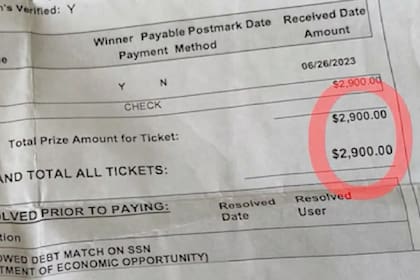 's Verified: Y
Winner Payable Postmark Date Received Date
Payment Method Amount
Y N 06/26/2023
$2,900.00
CHECK
Total Prize Amount for Ticket: $2,900.00
AND TOTAL ALL TICKETS: $2,900.00
OLVED PRIOR TO PAYING: Resolved Resolved
Date User
tion
OWED DEBT MATCH ON SSN
TMENT OF ECONOMIC OPPORTUNITY)